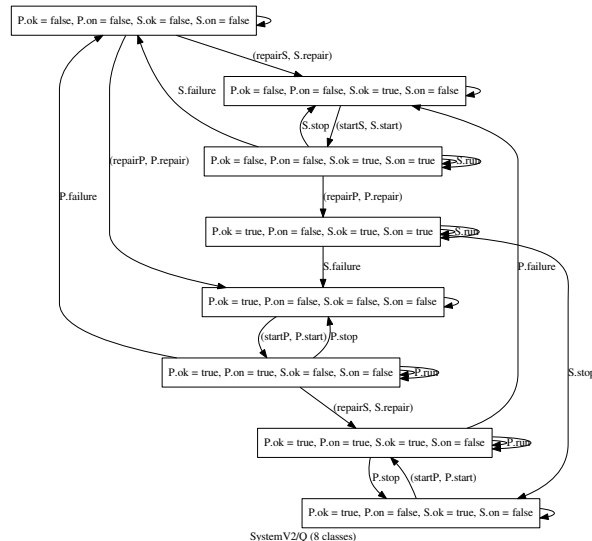 P.ok = false, P.on = false, S.ok = false, S.on = false
(repairS, S.repair)
P.ok = false, P.on = false, S.ok = true, S.on = false
S.failure
S.stop
(startS, S.start)
P.ok = false, P.on = false, S.ok = true, S.on = true
S.run
(repairP, P.repair)
P.failure
(repairP, P.repair)
P.ok = true, P.on = false, S.ok = true, S.on = true
S.run
S.failure
P.failure
P.ok = true, P.on = false, S.ok = false, S.on = false
(startP, P.start)
P.stop
P.ok = true, P.on = true, S.ok = false, S.on = false
P.run
S.stop
(repairS, S.repair)
P.ok = true, P.on = true, S.ok = true, S.on = false
P.run
P.stop
(startP, P.start)
P.ok = true, P.on = false, S.ok = true, S.on = false
SystemV2/Q (8 classes)